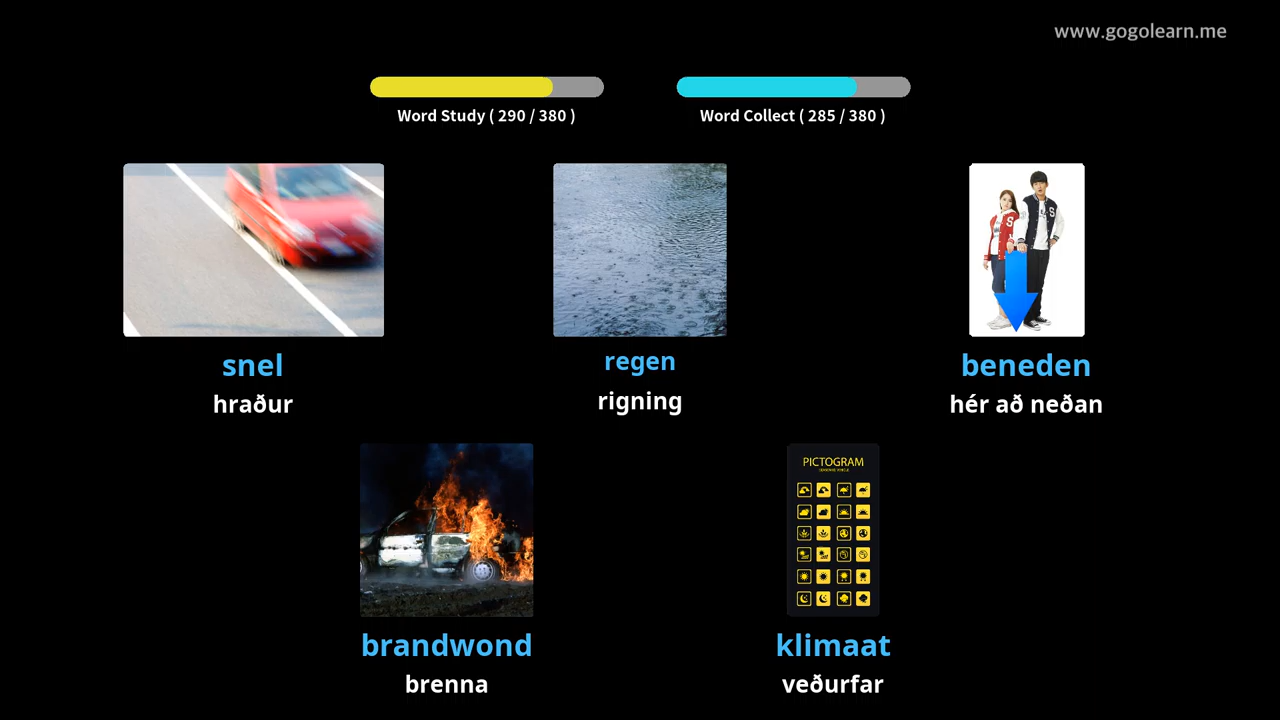 www.gogolearn.me
Word Study ( 290 / 380 )
Word Collect ( 285 / 380 )
snel
hraður
regen
rigning
beneden
hér að neðan
PICTOGRAM
brandwond
brenna
klimaat
veðurfar